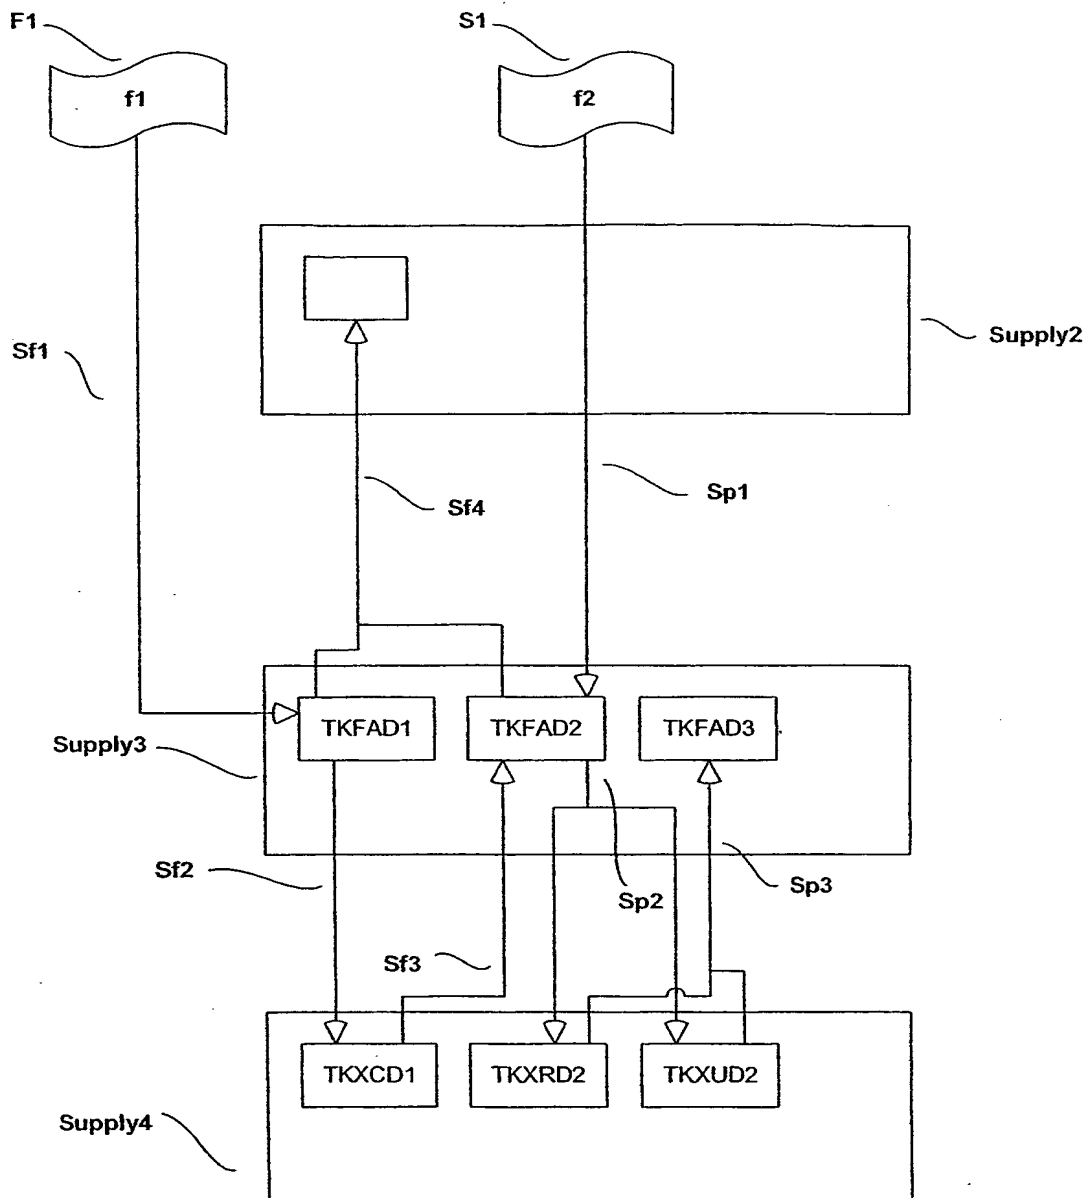 F1
S1
f1
f2
Supply2
Sf1
Sf4
Sp1
TKFAD1
TKFAD2
TKFAD3
Supply3
Sf2
Sp2
Sp3
Sf3
TKXCD1
TKXRD2
TKXUD2
Supply4